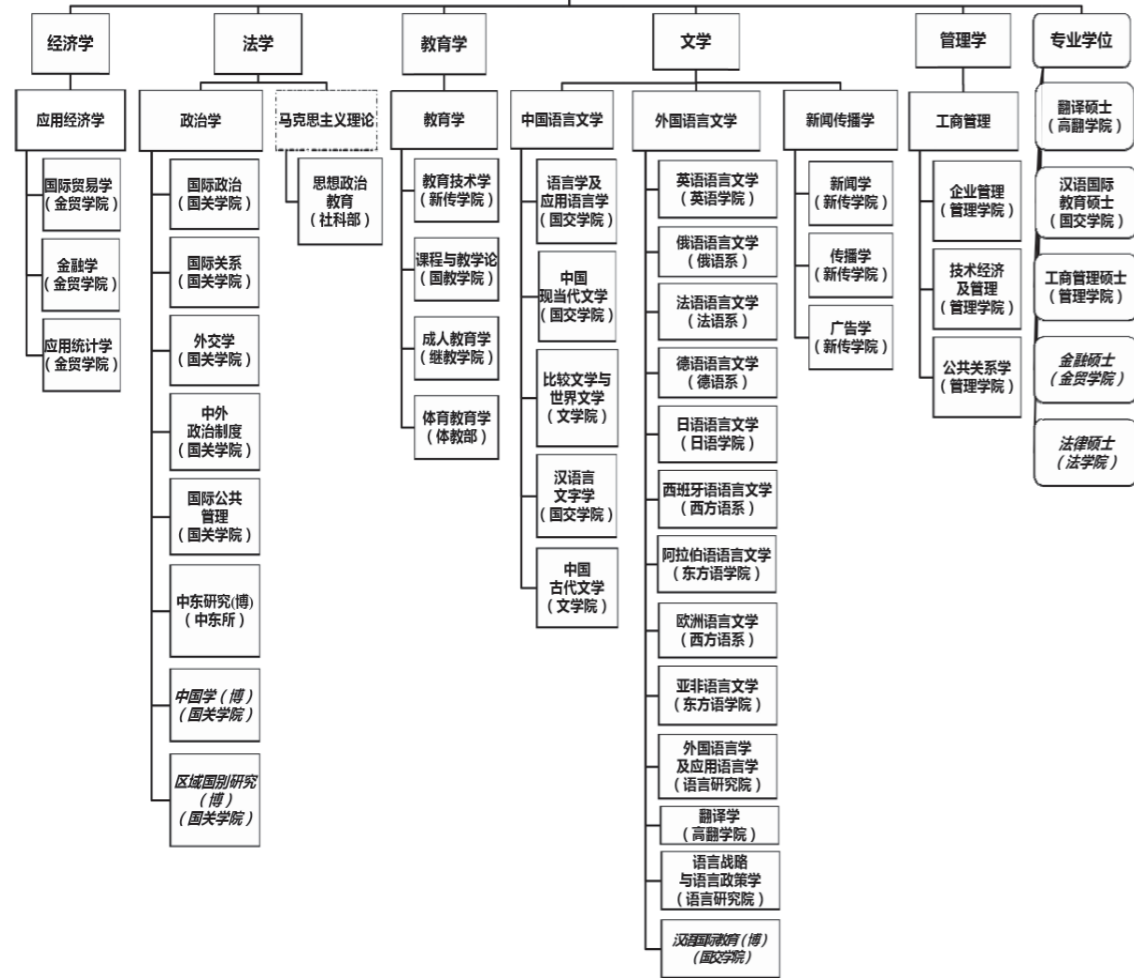 经济学
法学
教育学
文学
管理学
专业学位
应用经济学
国际贸易学
（金贸学院）
金融学
（金贸学院）
应用统计学
（金贸学院）
政治学
国际政治
（国关学院）
国际关系
（国关学院）
外交学
（国关学院）
中外
政治制度
（国关学院）
国际公共
管理
（国关学院）
中东研究(博)
（中东所）
中国学（博）
（国关学院）
区域国别研究
（博）
（国关学院）
马克思主义理论
思想政治
教育
（社科部）
教育学
教育技术学
（新传学院）
课程与教学论
（国教学院）
成人教育学
（继教学院）
体育教育学
（体教部）
中国语言文学
语言学及
应用语言学
（国交学院）
中国
现当代文学
（国交学院）
比较文学与
世界文学
（文学院）
汉语言
文字学
（国交学院）
中国
古代文学
（文学院）
外国语言文学
英语语言文学
（英语学院）
俄语语言文学
（俄语系）
法语语言文学
（法语系）
德语语言文学
（德语系）
日语语言文学
（日语学院）
西班牙语语言文学
（西方语系）
阿拉伯语语言文学
（东方语学院）
欧洲语言文学
（西方语系）
亚非语言文学
（东方语学院）
外国语言学
及应用语言学
（语言研究院）
翻译学
（高翻学院）
语言战略
与语言政策学
（语言研究院）
汉语国际教育（博）
（国交学院）
新闻传播学
新闻学
（新传学院）
传播学
（新传学院）
广告学
（新传学院）
工商管理
企业管理
（管理学院）
技术经济
及管理
（管理学院）
公共关系学
（管理学院）
翻译硕士
（高翻学院）
汉语国际
教育硕士
（国交学院）
工商管理硕士
（管理学院）
金融硕士
（金贸学院）
法律硕士
（法学院）